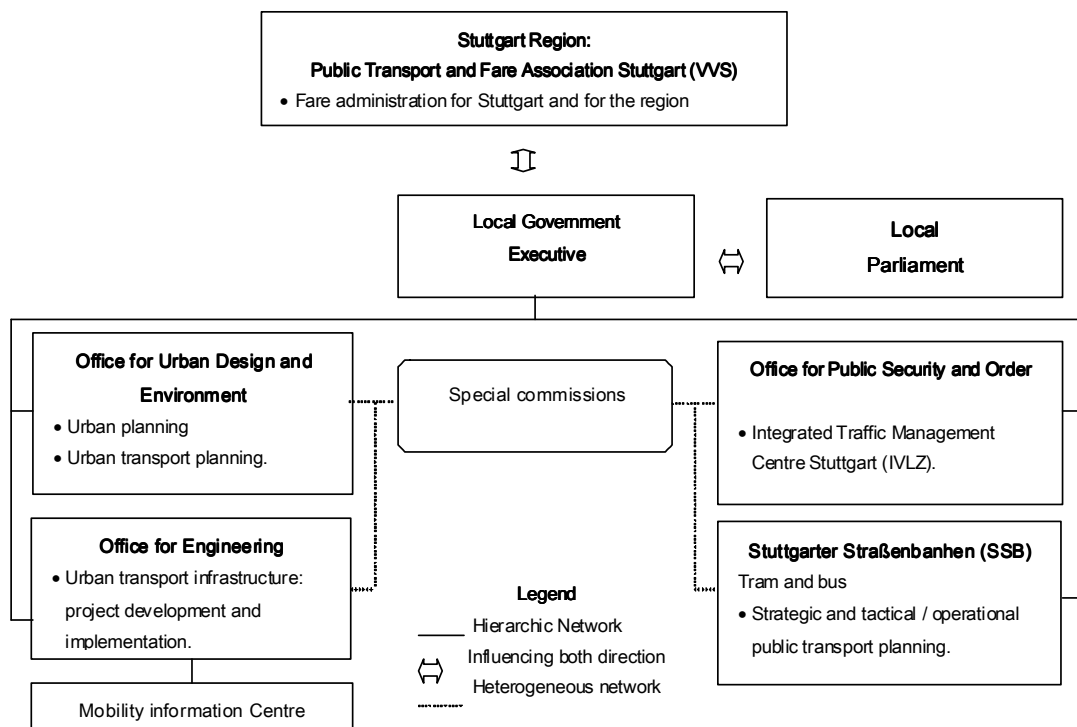 Stuttgart Region:
Public Transport and Fare Association Stuttgart (VVS)
• Fare administration for Stuttgart and for the region
Local Government
Executive
Local
Parliament
Office for Urban Design and
Environment
• Urban planning
• Urban transport planning.
Special commissions
Office for Public Security and Order
• Integrated Traffic Management
Centre Stuttgart (IVLZ).
Office for Engineering
• Urban transport infrastructure:
project development and
implementation.
Stuttgarter Straßenbanhen (SSB)
Tram and bus
• Strategic and tactical / operational
public transport planning.
Legend
Hierarchic Network
Influencing both direction
Heterogeneous network
Mobility information Centre